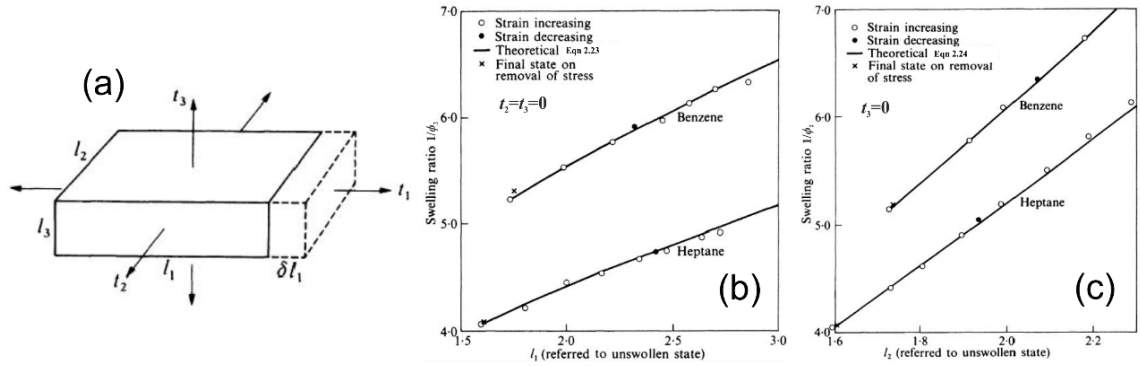 (a)
t₃
l₂
t₁
l₃
t₂
l₁
δl₁
7·0
6·0
5·0
4·0
Swelling ratio 1/ϕ₂
○ Strain increasing
● Strain decreasing
— Theoretical Eqn 2.23
× Final state on
removal of stress
t₂=t₃=0
Benzene
Heptane
(b)
1·5 2·0 2·5 3·0
l₁ (referred to unswollen state)
7·0
6·0
5·0
4·0
Swelling ratio 1/ϕ₂
○ Strain increasing
● Strain decreasing
— Theoretical Eqn 2.24
× Final state on removal
of stress
t₃=0
Benzene
Heptane
(c)
1·6 1·8 2·0 2·2
l₂ (referred to unswollen state)